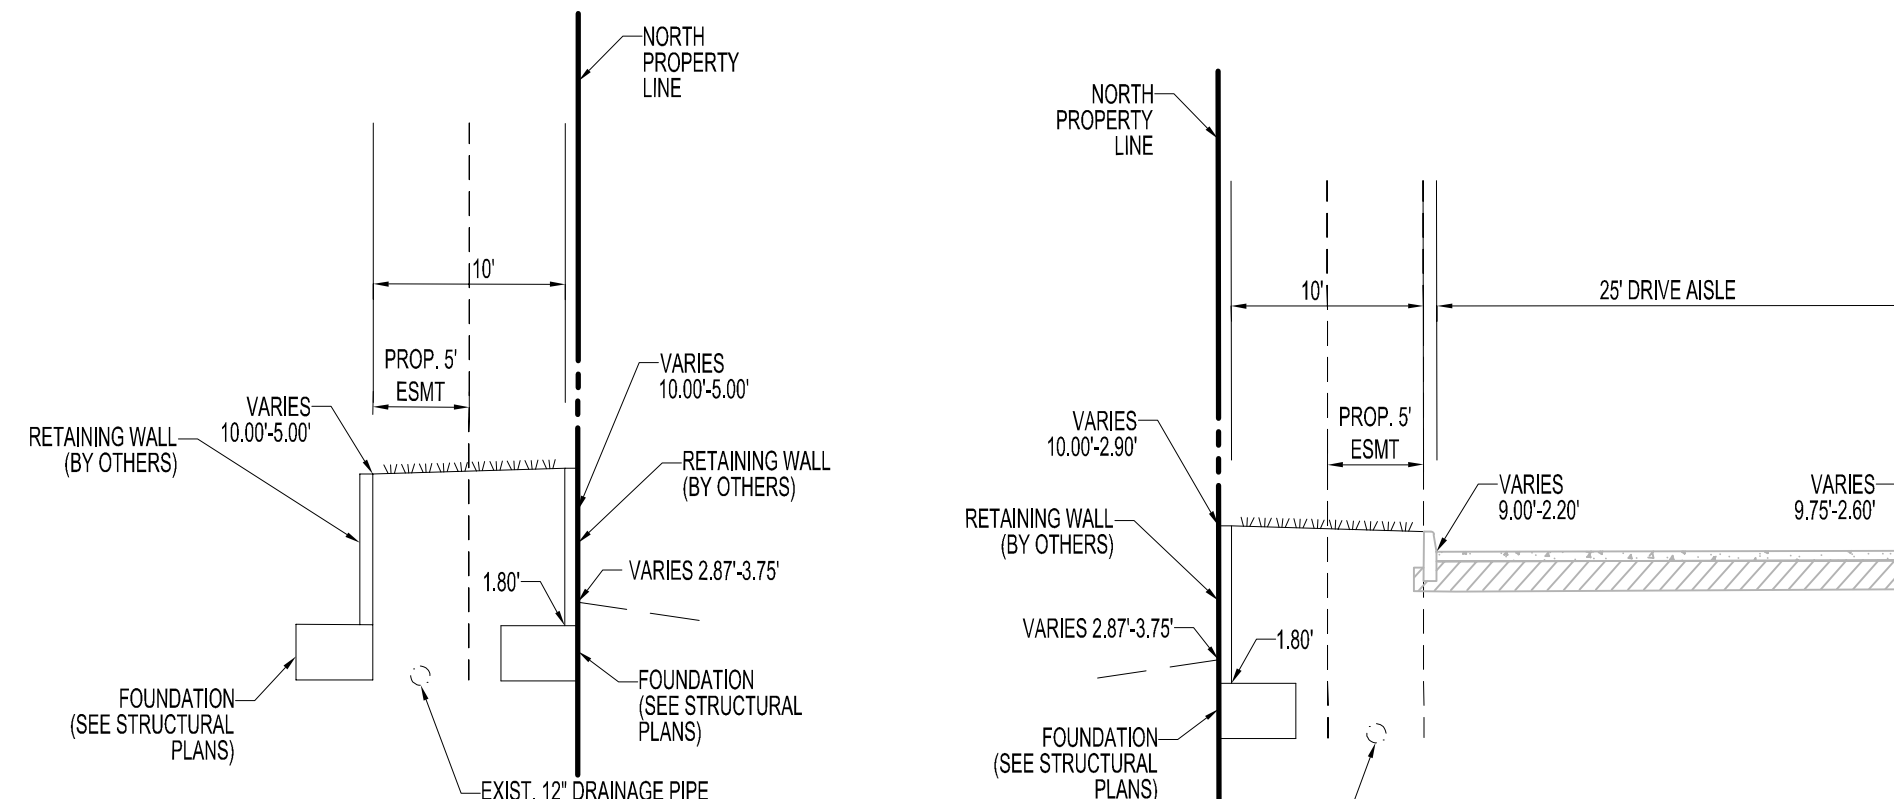 NORTH
PROPERTY
LINE
10'
PROP. 5'
ESMT
VARIES
10.00'-5.00'
VARIES
10.00'-5.00'
RETAINING WALL
(BY OTHERS)
RETAINING WALL
(BY OTHERS)
1.80'
VARIES 2.87'-3.75'
FOUNDATION
(SEE STRUCTURAL
PLANS)
FOUNDATION
(SEE STRUCTURAL
PLANS)
EXIST. 12" DRAINAGE PIPE
NORTH
PROPERTY
LINE
10'
25' DRIVE AISLE
PROP. 5'
ESMT
VARIES
10.00'-2.90'
VARIES
9.00'-2.20'
VARIES
9.75'-2.60'
RETAINING WALL
(BY OTHERS)
VARIES 2.87'-3.75'
1.80'
FOUNDATION
(SEE STRUCTURAL
PLANS)